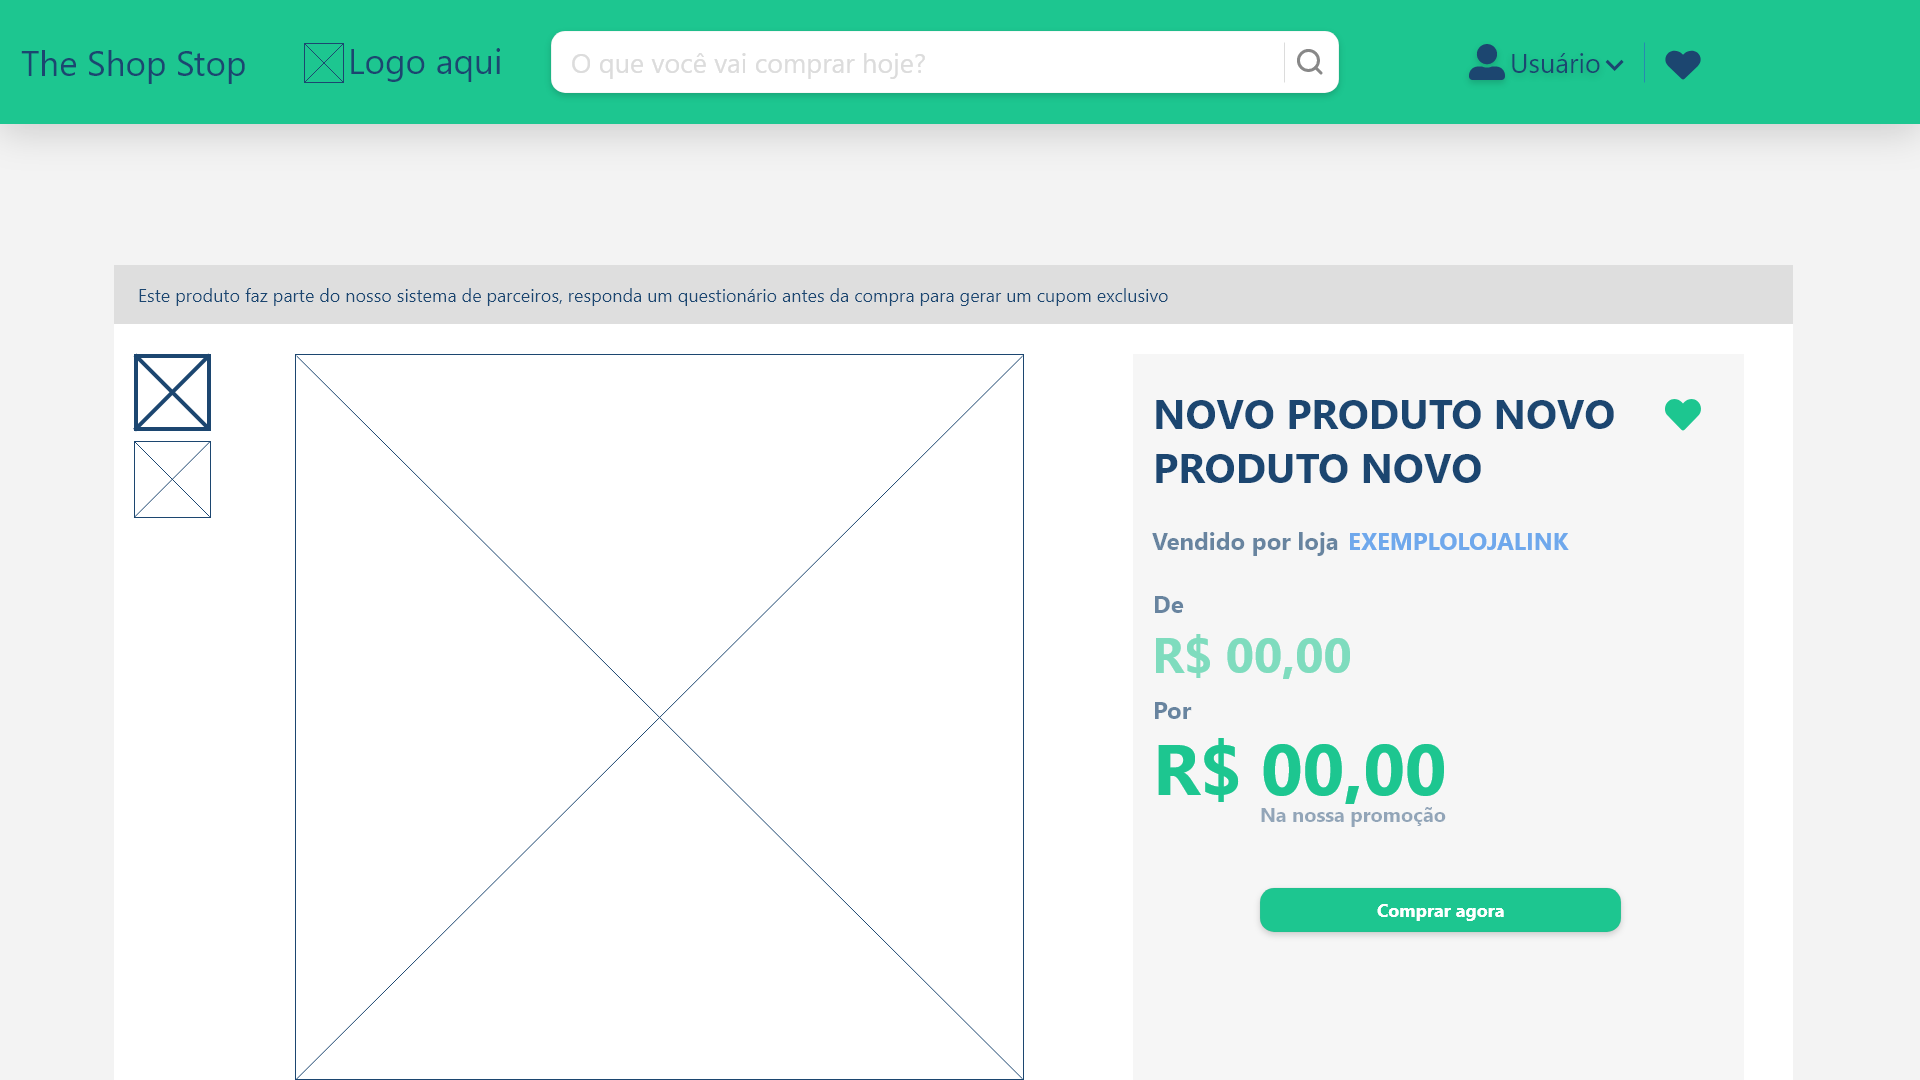 The Shop Stop
Logo aqui
O que você vai comprar hoje?
Usuário
Este produto faz parte do nosso sistema de parceiros, responda um questionário antes da compra para gerar um cupom exclusivo
NOVO PRODUTO NOVO
PRODUTO NOVO
Vendido por loja EXEMPLOLOJALINK
De
R$ 00,00
Por
R$ 00,00
Na nossa promoção
Comprar agora